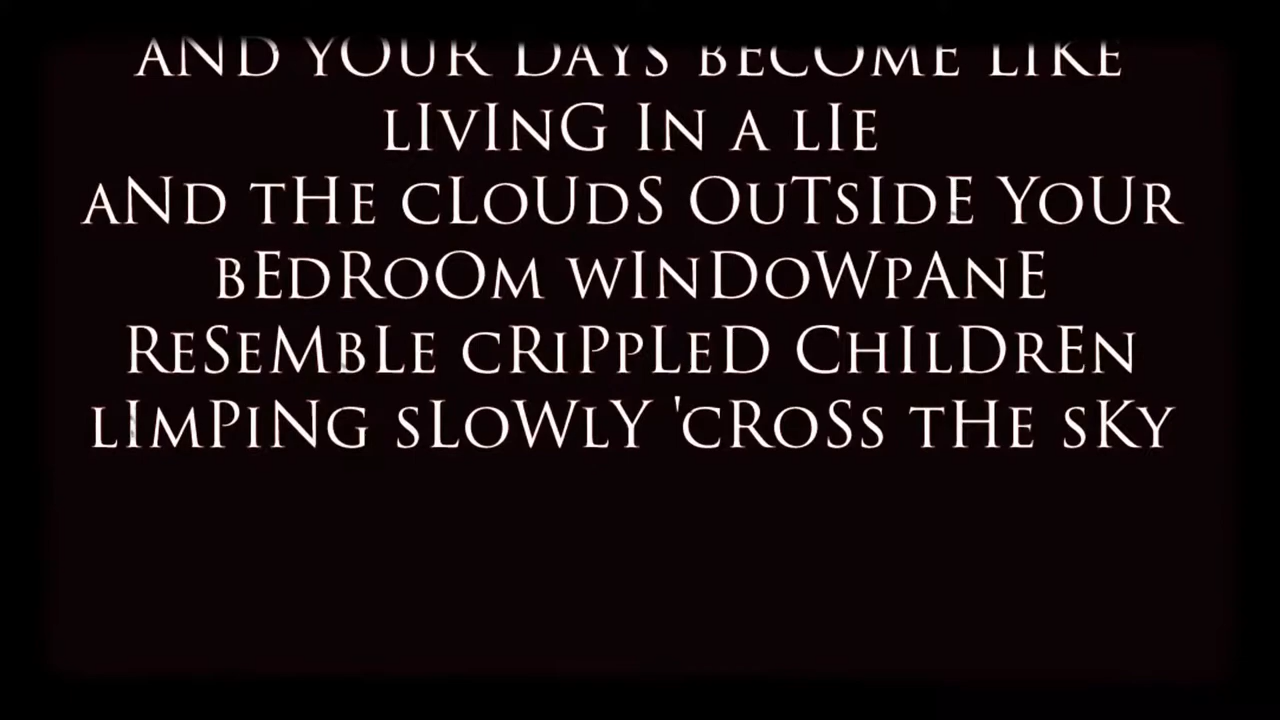 AND YOUR DAYS BECOME LIKE
LIVING IN A LIE
AND THE CLOUDS OUTSIDE YOUR
BEDROOM WINDOWPANE
RESEMBLE CRIPPLED CHILDREN
LIMPING SLOWLY 'CROSS THE SKY